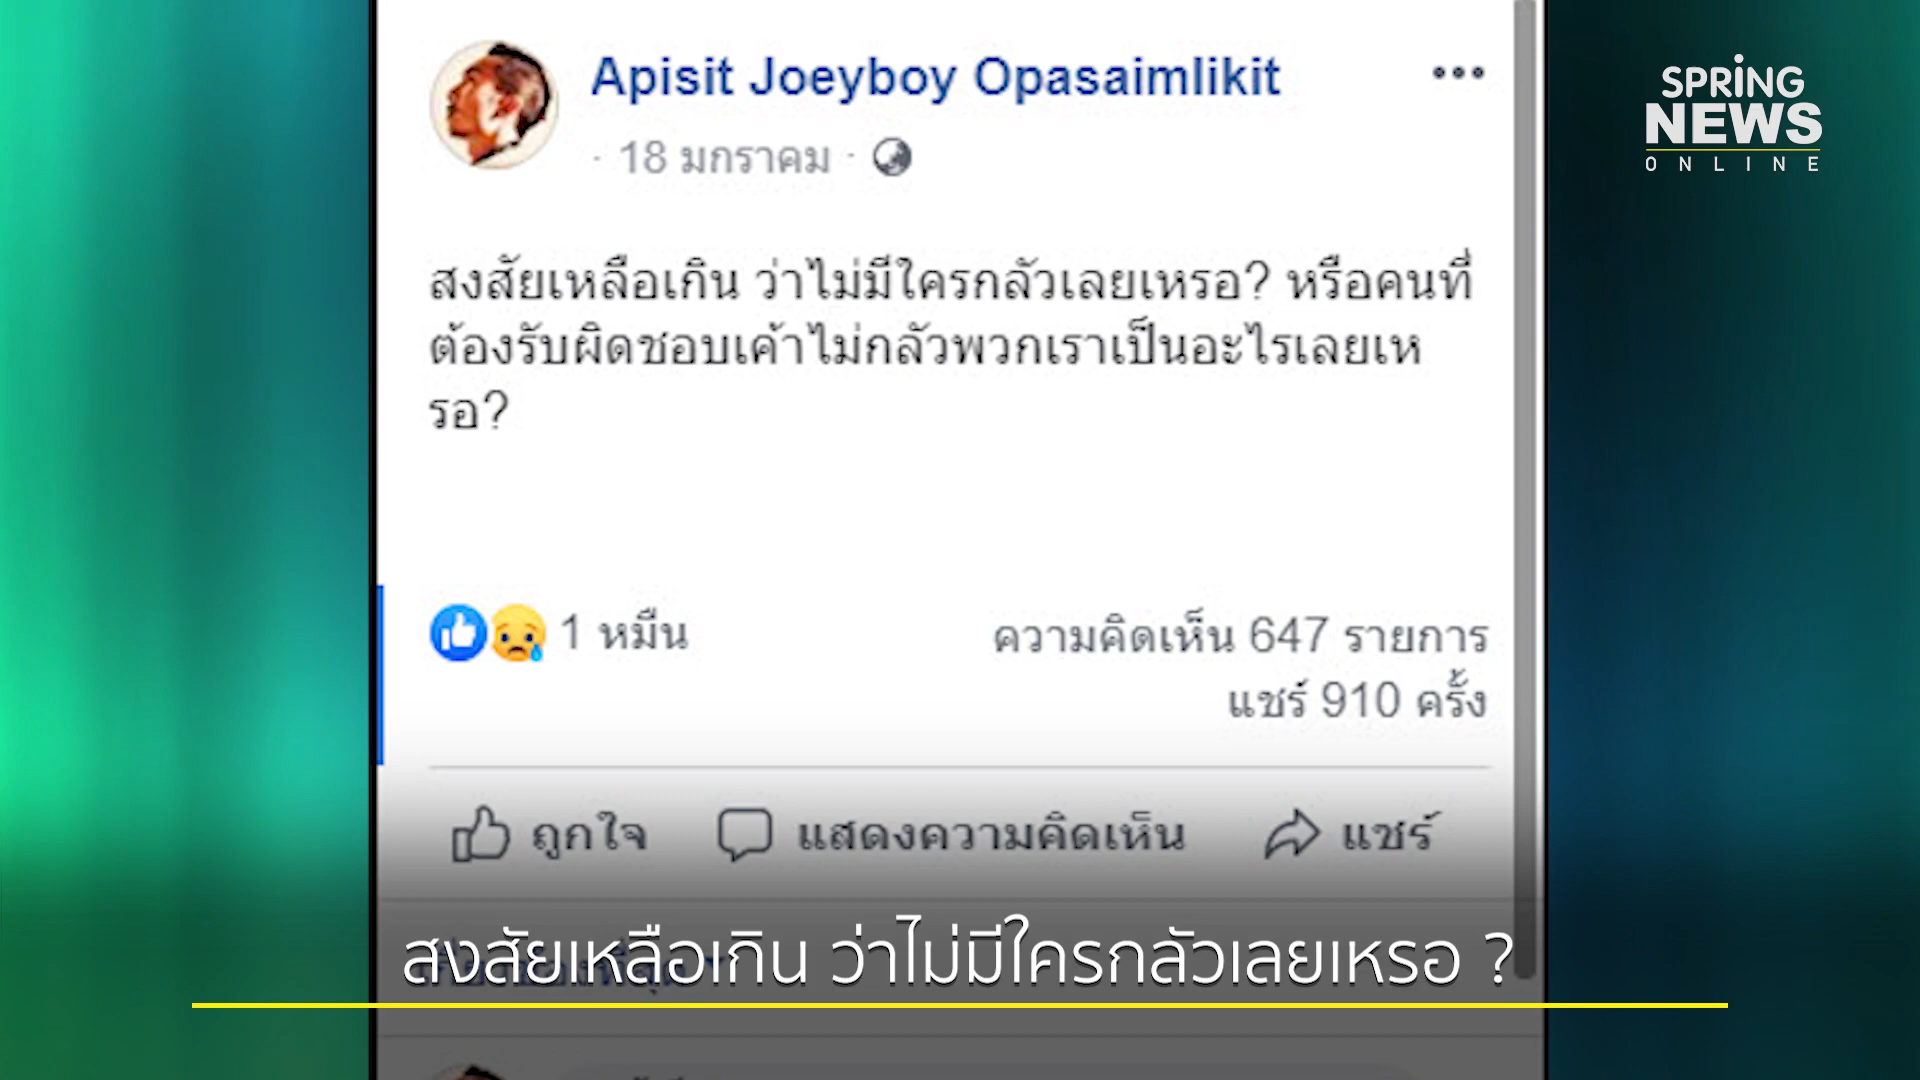 Apisit Joeyboy Opasaimlikit
· 18 มกราคม ·
SPRiNG
NEWS
ONLINE
สงสัยเหลือเกิน ว่าไม่มีใครกลัวเลยเหรอ? หรือคนที่
ต้องรับผิดชอบเค้าไม่กลัวพวกเราเป็นอะไรเลยเห
รอ?
1 หมื่น
ความคิดเห็น 647 รายการ
แชร์ 910 ครั้ง
ถูกใจ
แสดงความคิดเห็น
แชร์
สงสัยเหลือเกิน ว่าไม่มีใครกลัวเลยเหรอ ?